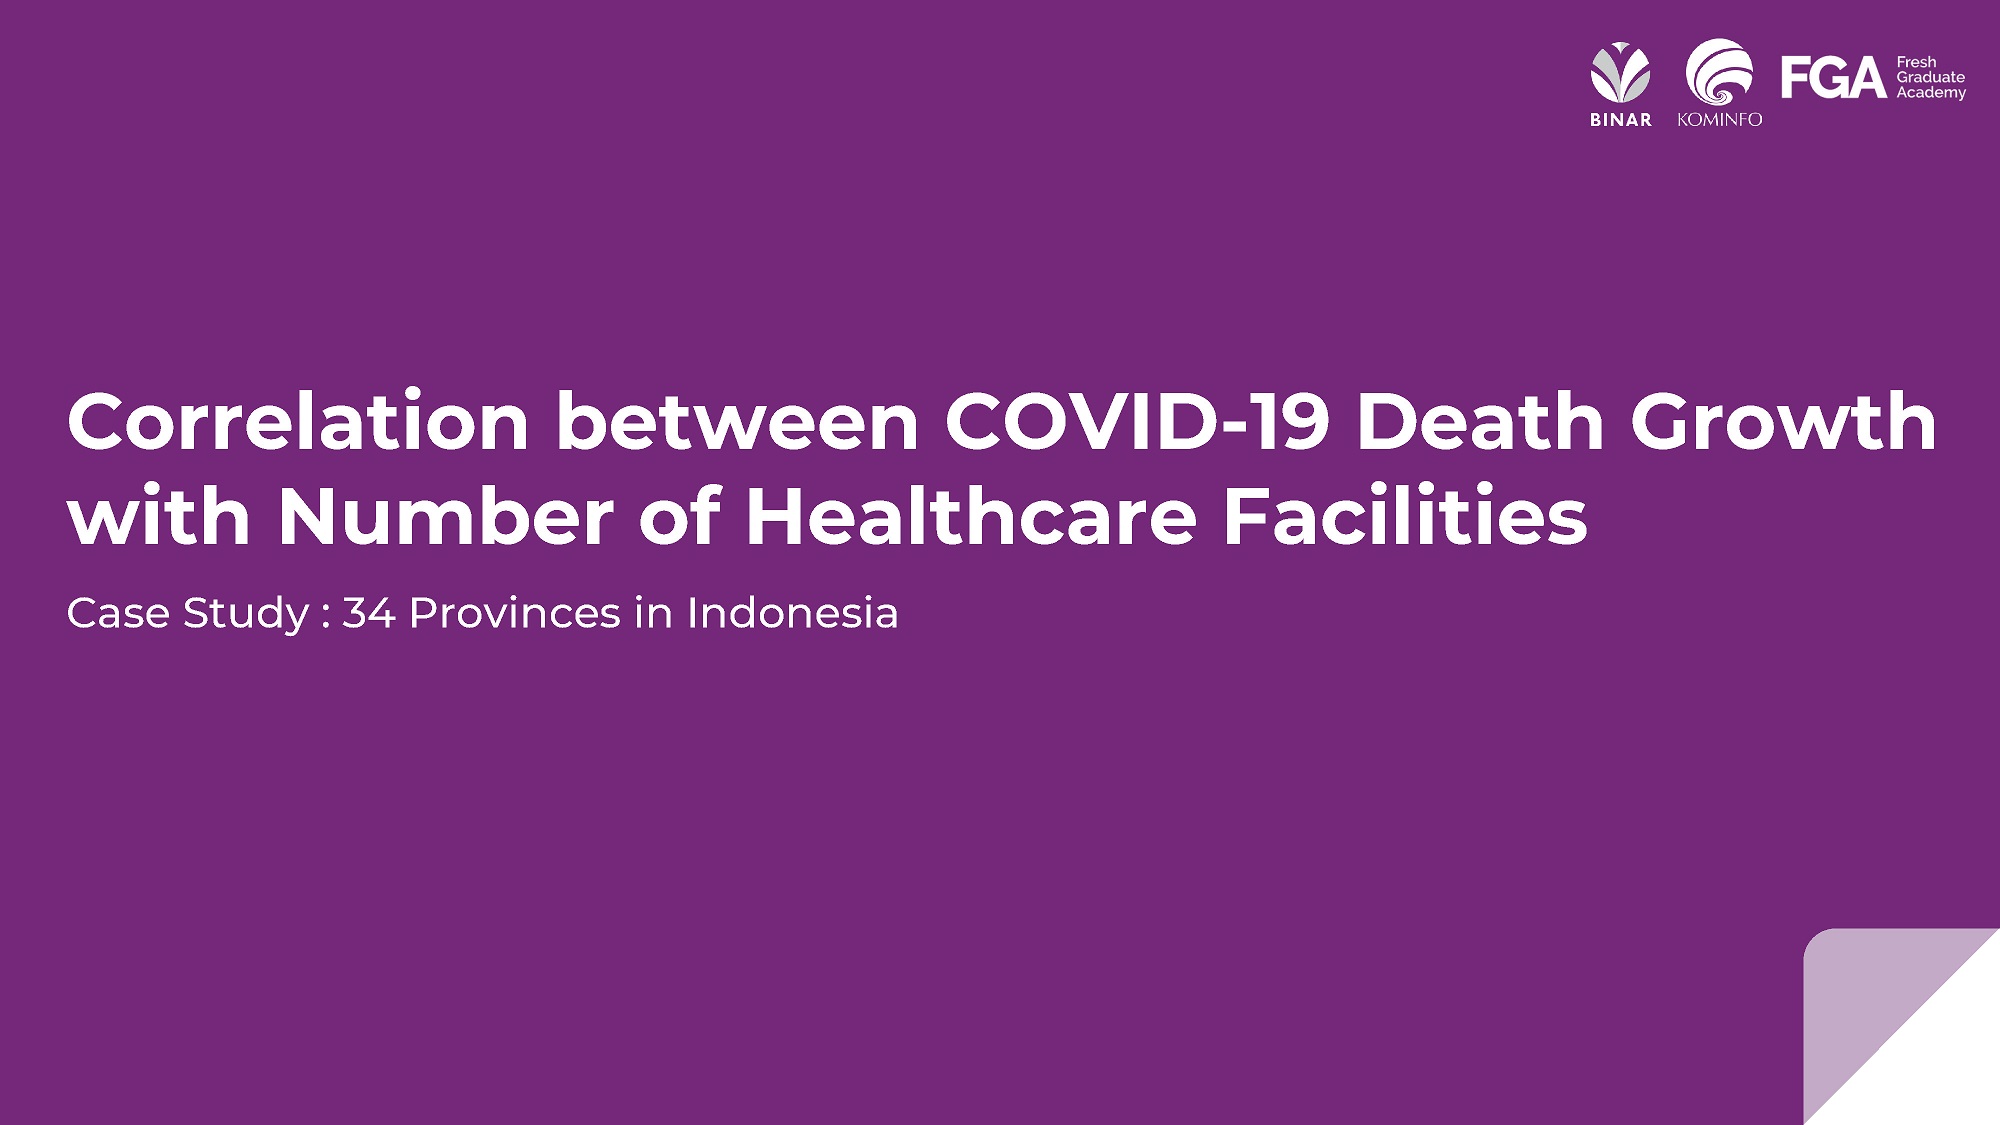 BINAR
KOMINFO
FGA
Fresh
Graduate
Academy
Correlation between COVID-19 Death Growth
with Number of Healthcare Facilities
Case Study : 34 Provinces in Indonesia